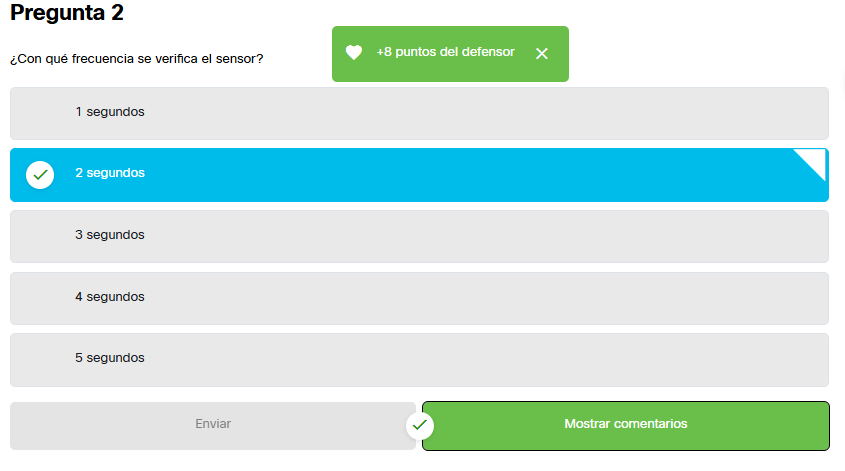 Pregunta 2
+8 puntos del defensor
¿Con qué frecuencia se verifica el sensor?
1 segundos
2 segundos
3 segundos
4 segundos
5 segundos
Enviar
Mostrar comentarios